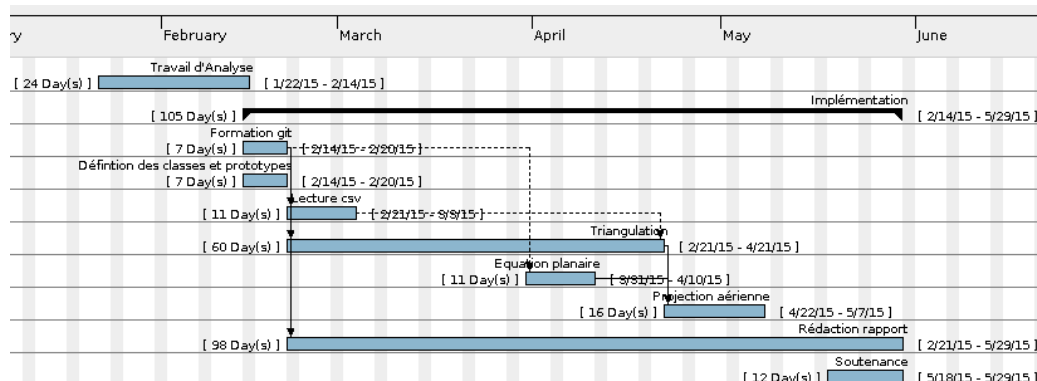 ry
February
March
April
May
June
Travail d'Analyse
[ 24 Day(s) ]
[ 1/22/15 - 2/14/15 ]
Implémentation
[ 105 Day(s) ]
[ 2/14/15 - 5/29/15 ]
Formation git
[ 7 Day(s) ]
[ 2/14/15 - 2/20/15 ]
Défintion des classes et prototypes
[ 7 Day(s) ]
[ 2/14/15 - 2/20/15 ]
Lecture csv
[ 11 Day(s) ]
[ 2/21/15 - 3/3/15 ]
Triangulation
[ 60 Day(s) ]
[ 2/21/15 - 4/21/15 ]
Equation planaire
[ 11 Day(s) ]
[ 3/31/15 - 4/10/15 ]
Projection aérienne
[ 16 Day(s) ]
[ 4/22/15 - 5/7/15 ]
Rédaction rapport
[ 98 Day(s) ]
[ 2/21/15 - 5/29/15 ]
Soutenance
[ 12 Day(s) ]
[ 5/18/15 - 5/29/15 ]